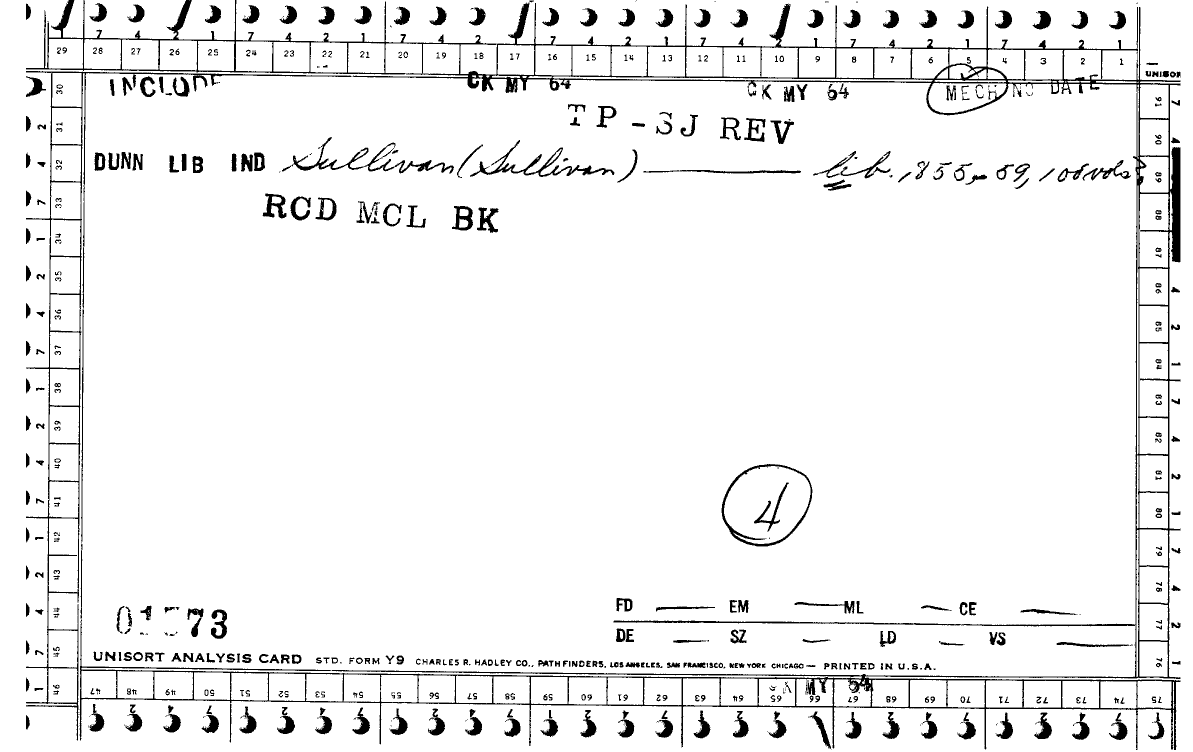 7 4 2 1 7 4 2 1 7 4 2 1 7 4 2 1 7 4 2 1 7 4 2 1 7 4 2 1
29 28 27 26 25 24 23 22 21 20 19 18 17 16 15 14 13 12 11 10 9 8 7 6 5 4 3 2 1
UNISORT
INCLUDE CK MY 64 CK MY 64 MECH NO DATE
TP-SJ REV
DUNN LIB IND Sullivan (Sullivan) — lib. 1855, 59, 108 vols?
RCD MCL BK
4
FD — EM — ML — CE —
DE — SZ — LD — VS —
73
UNISORT ANALYSIS CARD STD. FORM Y9 CHARLES R. HADLEY CO., PATHFINDERS, LOS ANGELES, SAN FRANCISCO, NEW YORK CHICAGO — PRINTED IN U.S.A.
MY 64
47 48 49 50 51 52 53 54 55 56 57 58 59 60 61 62 63 64 65 66 67 68 69 70 71 72 73 74 75
30 31 32 33 34 35 36 37 38 39 40 41 42 43 44 45 46
91 90 89 88 87 86 85 84 83 82 81 80 79 78 77 76